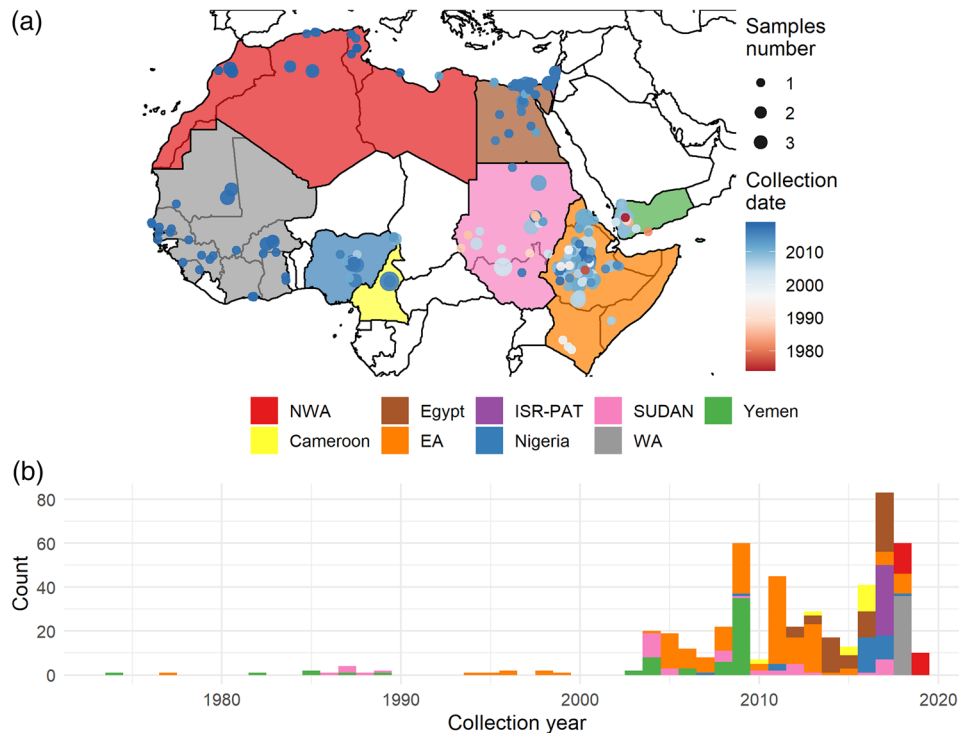 (a)
Samples
number
1
2
3
Collection
date
2010
2000
1990
1980
NWA
Egypt
ISR-PAT
SUDAN
Yemen
Cameroon
EA
Nigeria
WA
(b)
80
60
40
20
0
Count
1980
1990
2000
2010
2020
Collection year